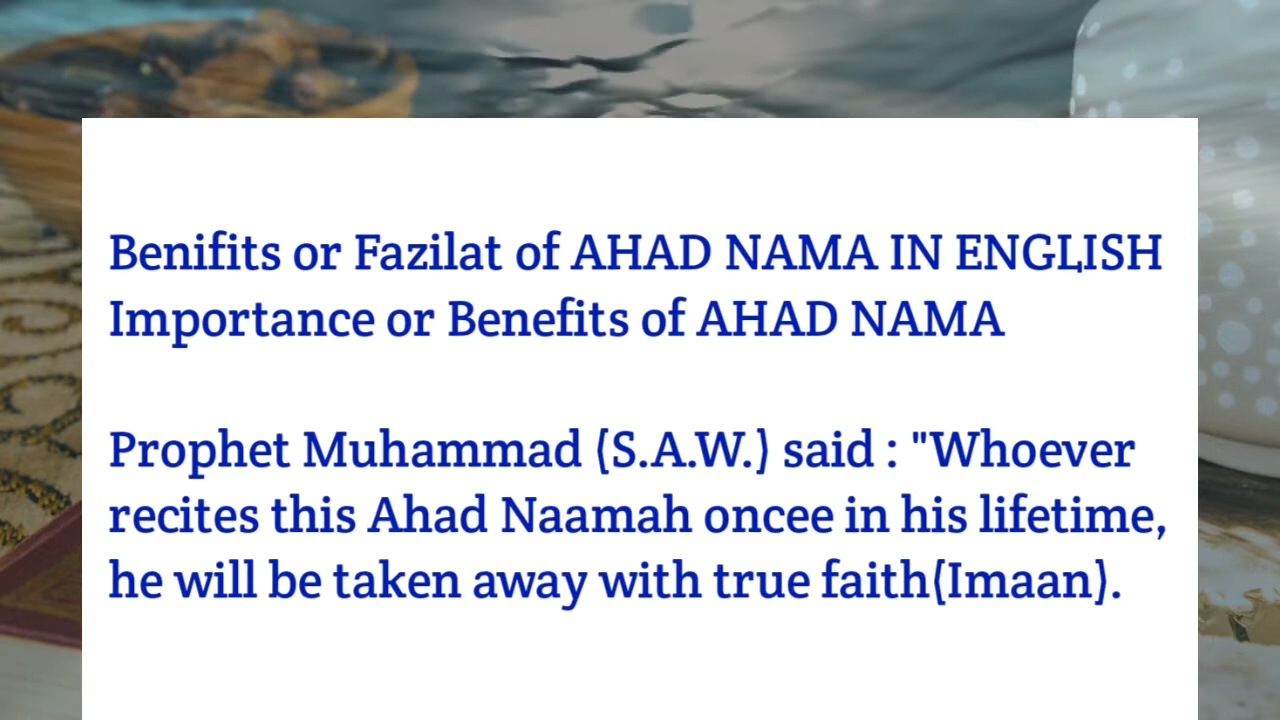 Benifits or Fazilat of AHAD NAMA IN ENGLISH
Importance or Benefits of AHAD NAMA
Prophet Muhammad (S.A.W.) said : "Whoever
recites this Ahad Naamah oncee in his lifetime,
he will be taken away with true faith(Imaan).